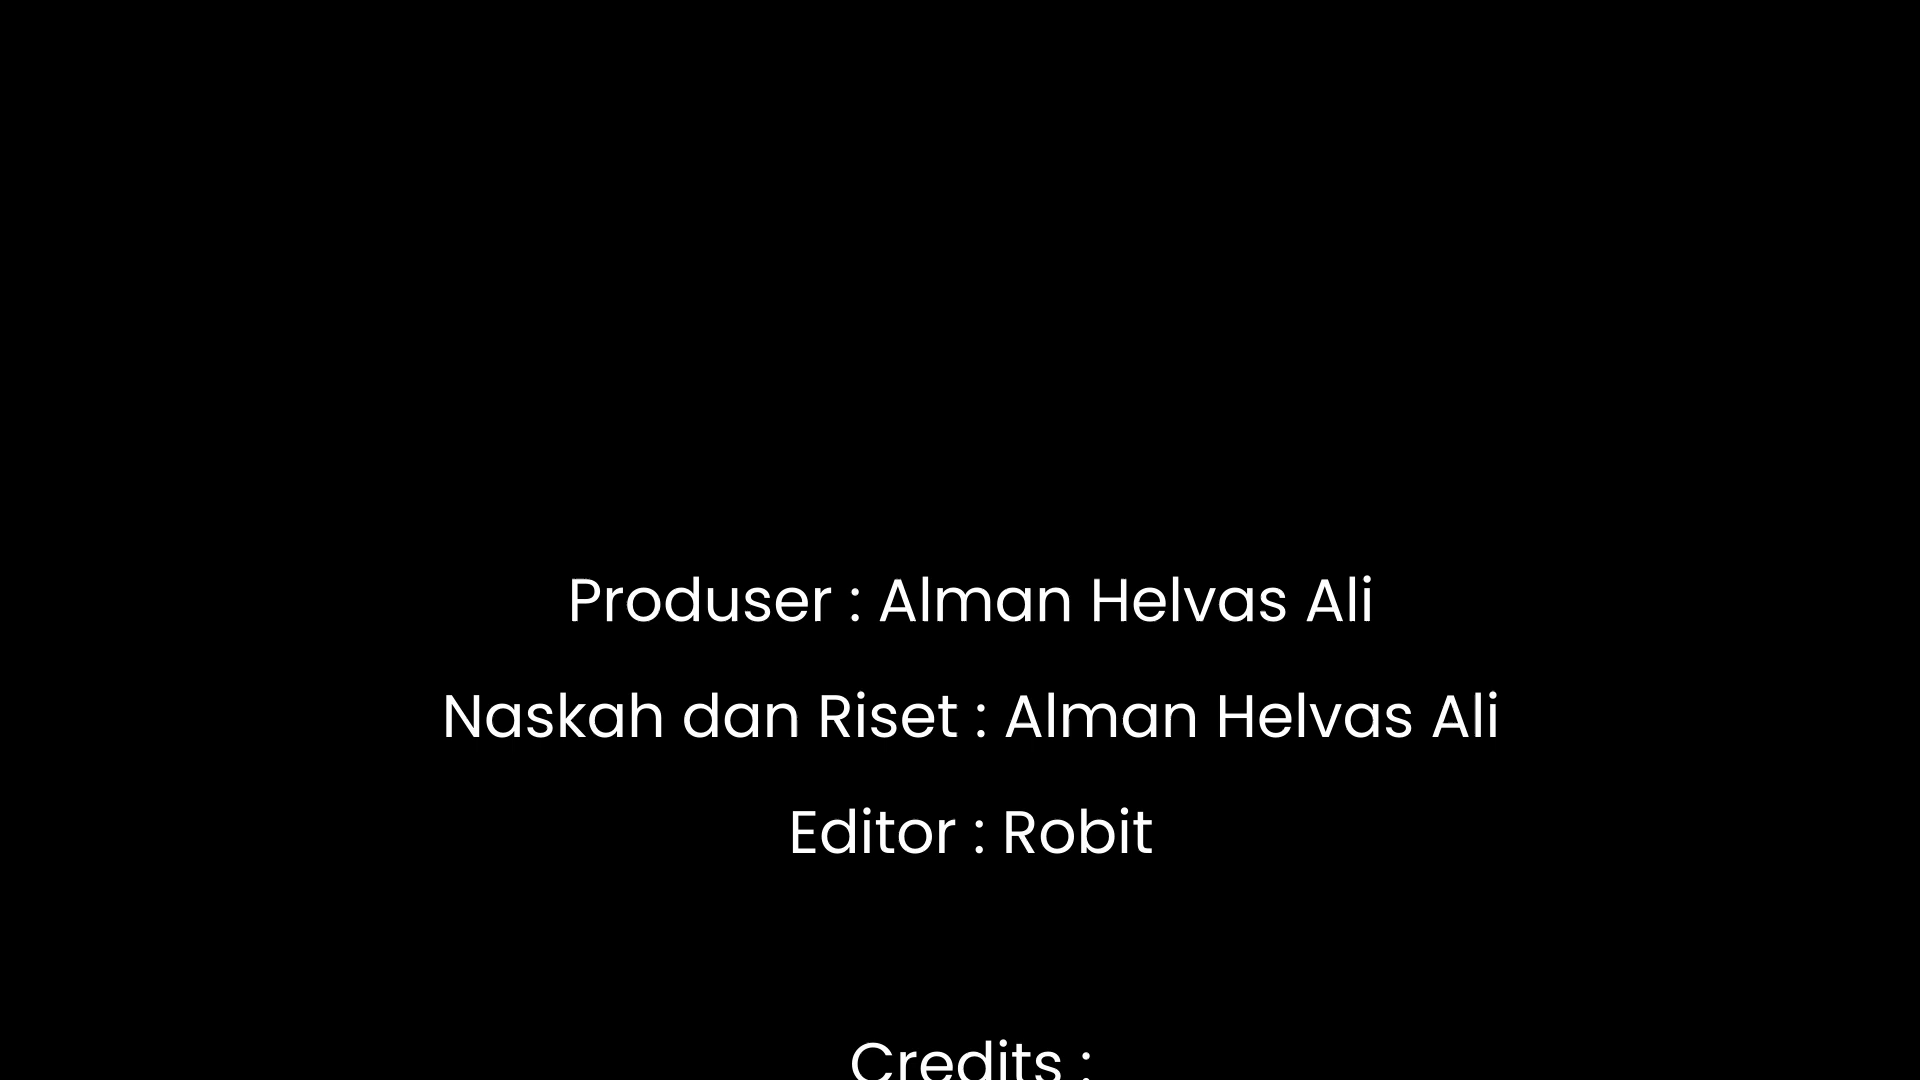 Produser : Alman Helvas Ali
Naskah dan Riset : Alman Helvas Ali
Editor : Robit
Credits :